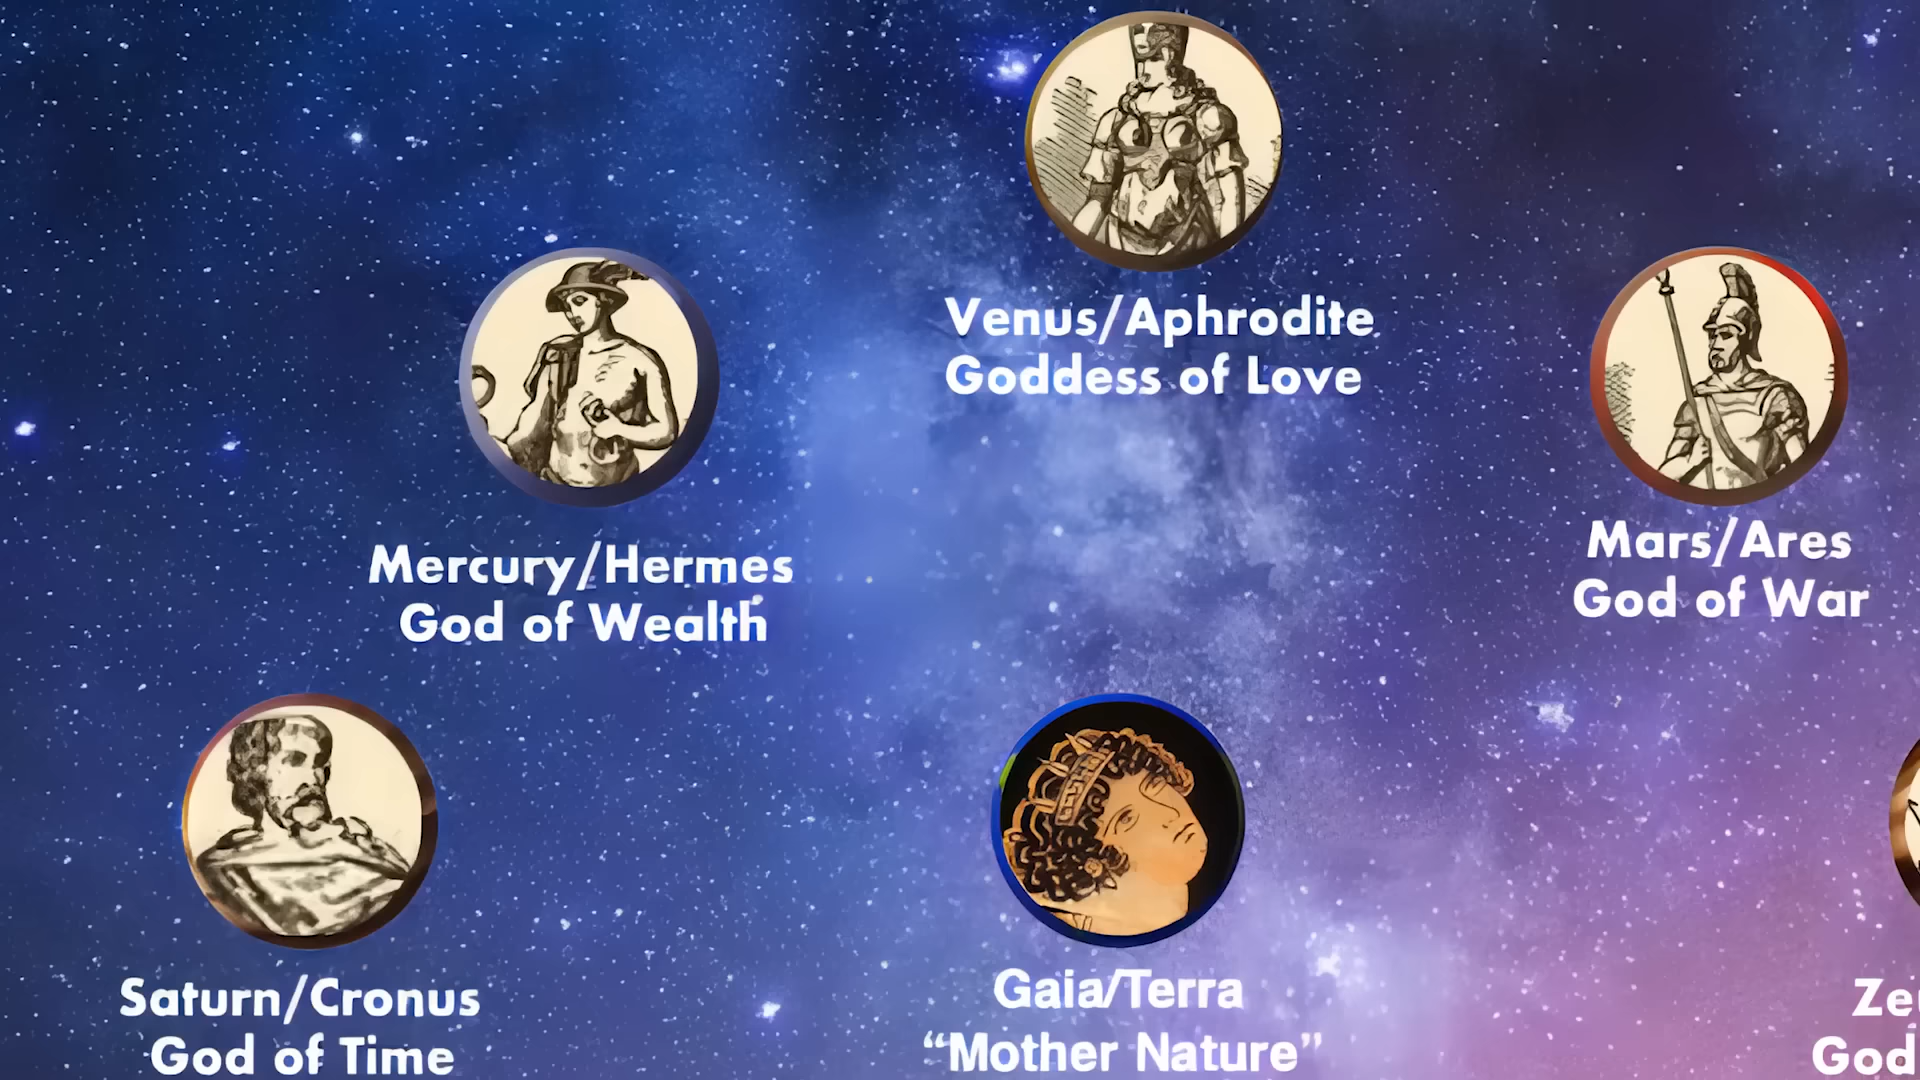 Venus/Aphrodite
Goddess of Love
Mercury/Hermes
God of Wealth
Mars/Ares
God of War
Saturn/Cronus
God of Time
Gaia/Terra
“Mother Nature”
God